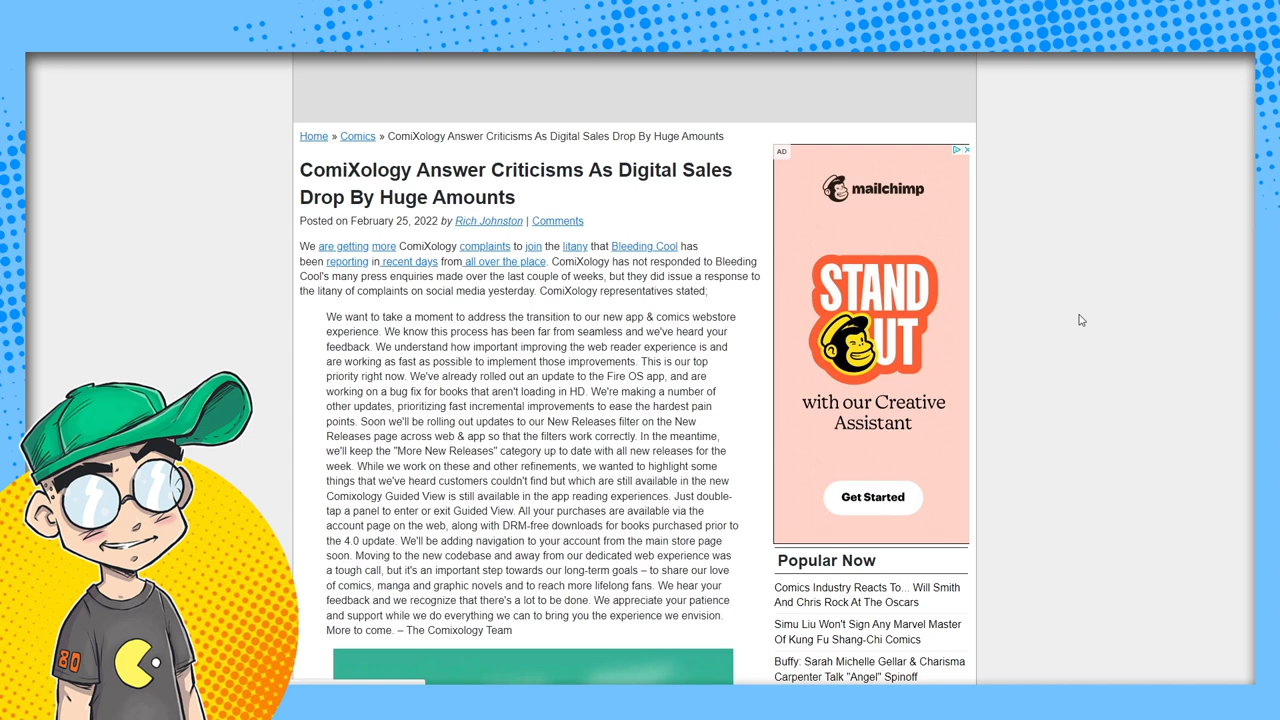 Home » Comics » ComiXology Answer Criticisms As Digital Sales Drop By Huge Amounts
ComiXology Answer Criticisms As Digital Sales
Drop By Huge Amounts
Posted on February 25, 2022 by Rich Johnston | Comments
We are getting more ComiXology complaints to join the litany that Bleeding Cool has
been reporting in recent days from all over the place. ComiXology has not responded to Bleeding
Cool's many press enquiries made over the last couple of weeks, but they did issue a response to
the litany of complaints on social media yesterday. ComiXology representatives stated;
We want to take a moment to address the transition to our new app & comics webstore
experience. We know this process has been far from seamless and we've heard your
feedback. We understand how important improving the web reader experience is and
are working as fast as possible to implement those improvements. This is our top
priority right now. We've already rolled out an update to the Fire OS app, and are
working on a bug fix for books that aren't loading in HD. We're making a number of
other updates, prioritizing fast incremental improvements to ease the hardest pain
points. Soon we'll be rolling out updates to our New Releases filter on the New
Releases page across web & app so that the filters work correctly. In the meantime,
we'll keep the "More New Releases" category up to date with all new releases for the
week. While we work on these and other refinements, we wanted to highlight some
things that we've heard customers couldn't find but which are still available in the new
Comixology Guided View is still available in the app reading experiences. Just double-
tap a panel to enter or exit Guided View. All your purchases are available via the
account page on the web, along with DRM-free downloads for books purchased prior to
the 4.0 update. We'll be adding navigation to your account from the main store page
soon. Moving to the new codebase and away from our dedicated web experience was
a tough call, but it's an important step towards our long-term goals – to share our love
of comics, manga and graphic novels and to reach more lifelong fans. We hear your
feedback and we recognize that there's a lot to be done. We appreciate your patience
and support while we do everything we can to bring you the experience we envision.
More to come. – The Comixology Team
AD
mailchimp
STAND
OUT
with our Creative
Assistant
Get Started
Popular Now
Comics Industry Reacts To... Will Smith
And Chris Rock At The Oscars
Simu Liu Won't Sign Any Marvel Master
Of Kung Fu Shang-Chi Comics
Buffy: Sarah Michelle Gellar & Charisma
Carpenter Talk "Angel" Spinoff
80